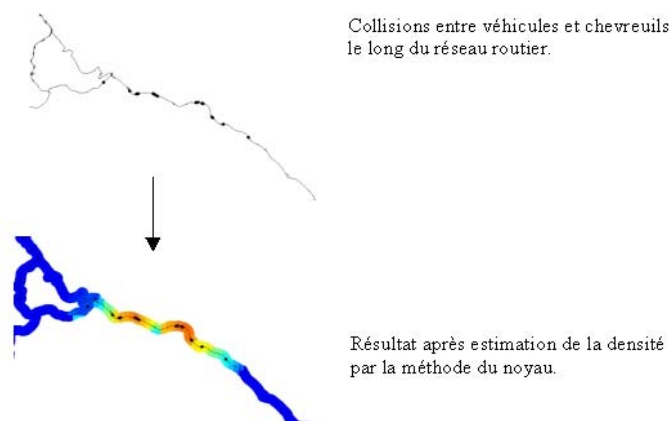 Collisions entre véhicules et chevreuils
le long du réseau routier.
Résultat après estimation de la densité
par la méthode du noyau.